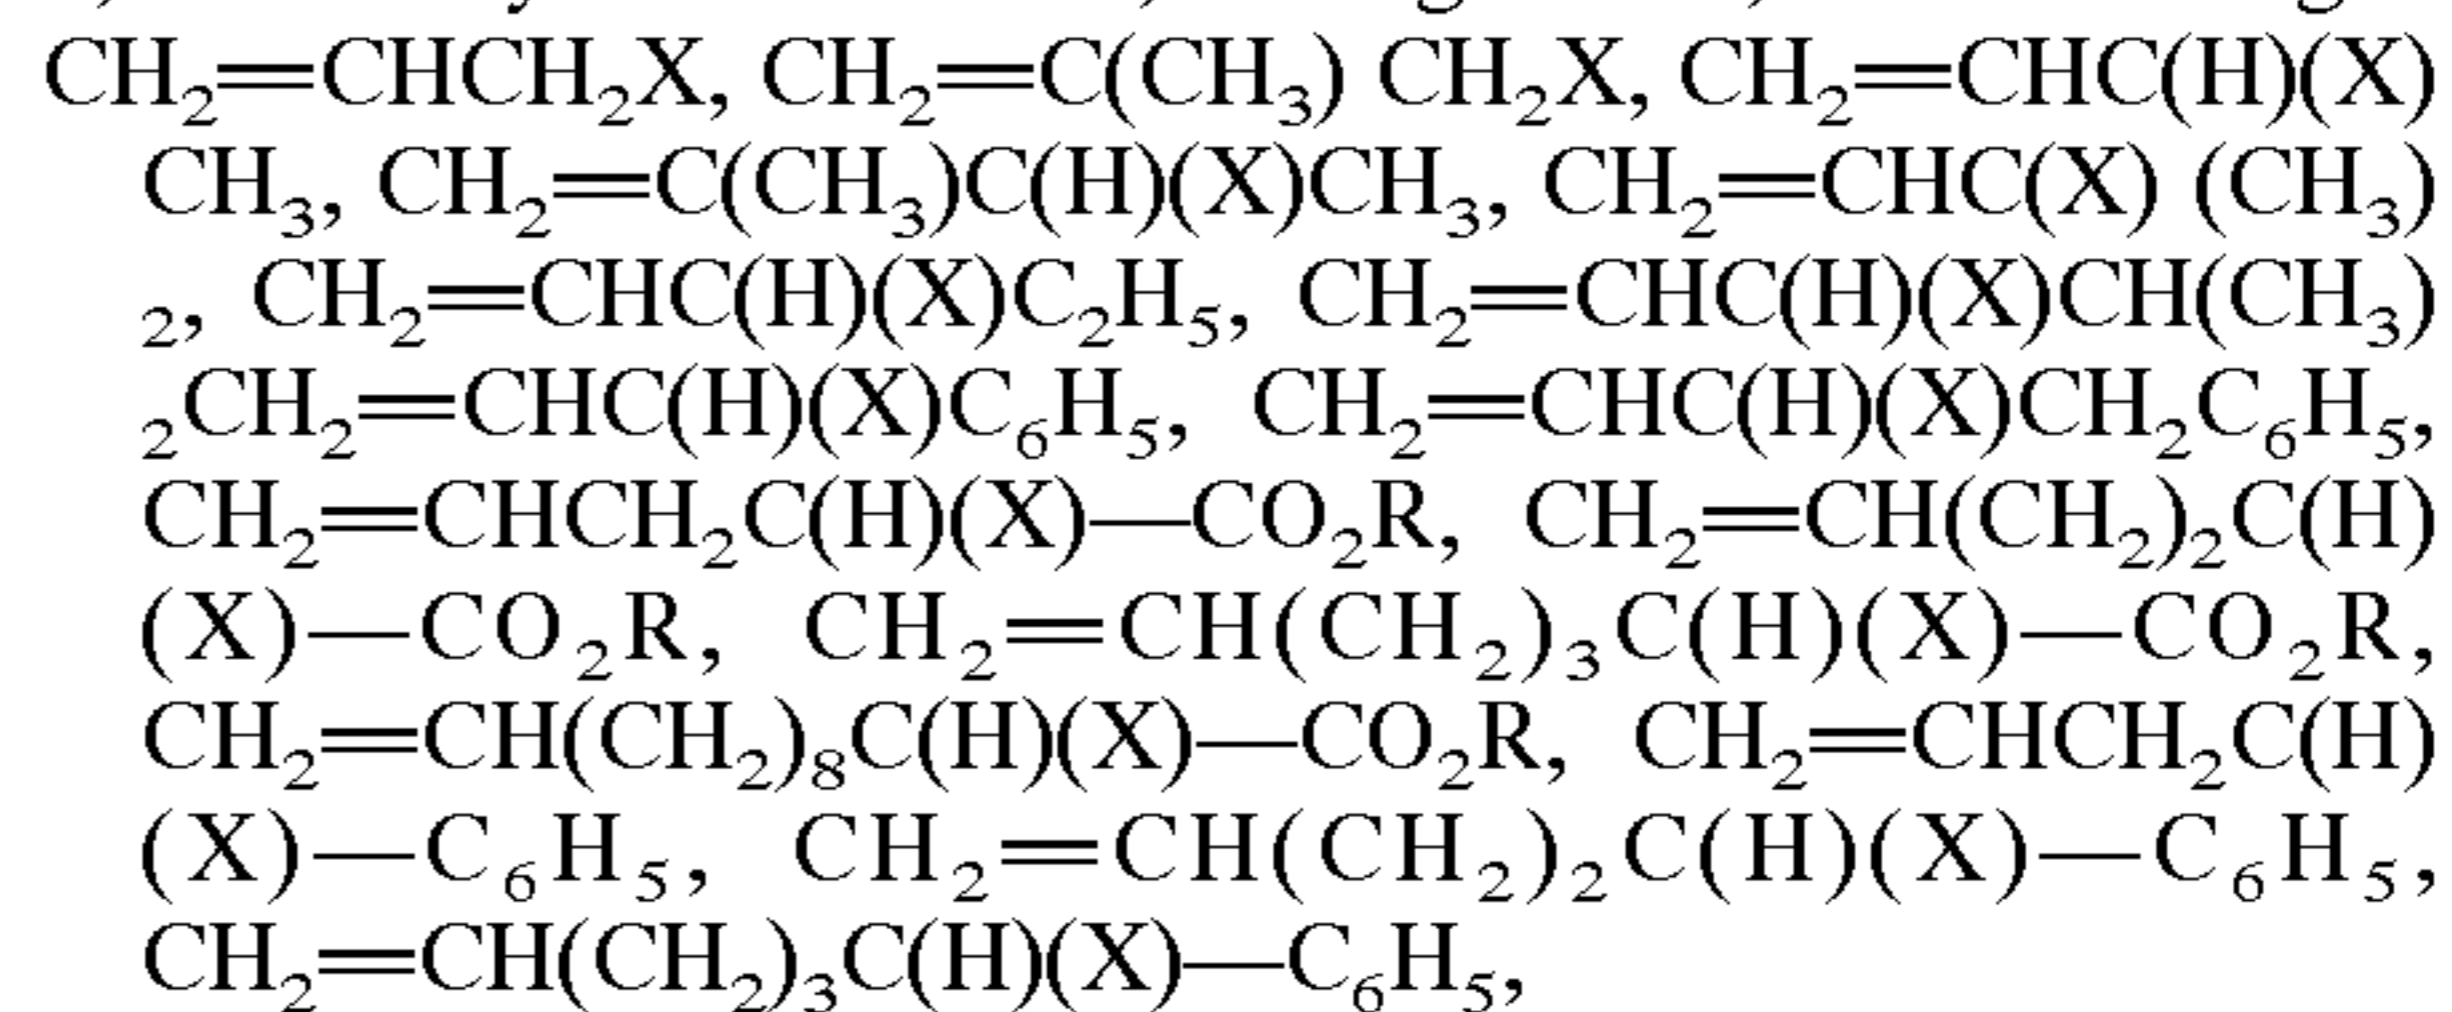 CH₂=CHCH₂X, CH₂=C(CH₃) CH₂X, CH₂=CHC(H)(X)
CH₃, CH₂=C(CH₃)C(H)(X)CH₃, CH₂=CHC(X) (CH₃)
₂, CH₂=CHC(H)(X)C₂H₅, CH₂=CHC(H)(X)CH(CH₃)
₂CH₂=CHC(H)(X)C₆H₅, CH₂=CHC(H)(X)CH₂C₆H₅,
CH₂=CHCH₂C(H)(X)—CO₂R, CH₂=CH(CH₂)₂C(H)
(X)—CO₂R, CH₂=CH(CH₂)₃C(H)(X)—CO₂R,
CH₂=CH(CH₂)₈C(H)(X)—CO₂R, CH₂=CHCH₂C(H)
(X)—C₆H₅, CH₂=CH(CH₂)₂C(H)(X)—C₆H₅,
CH₂=CH(CH₂)₃C(H)(X)—C₆H₅,